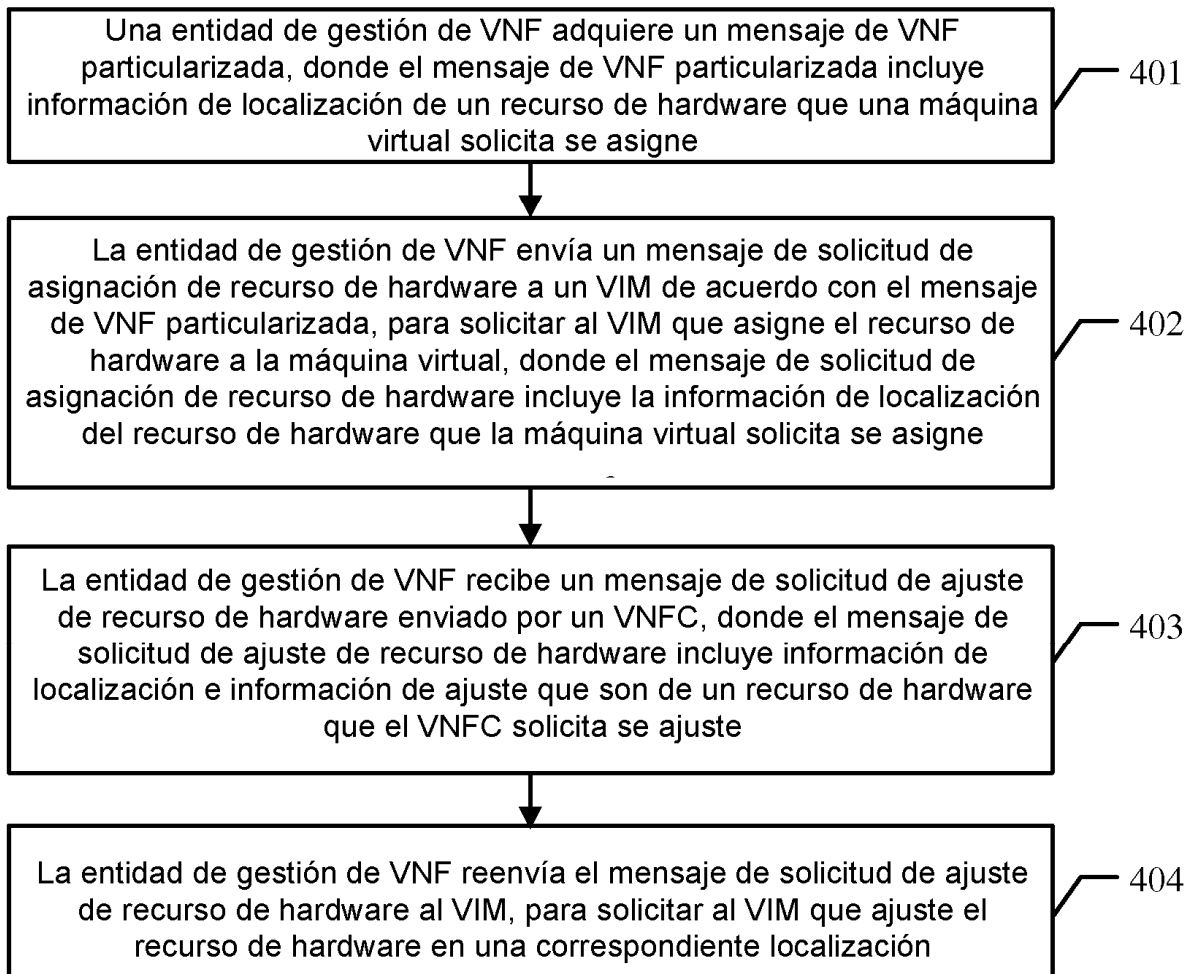 Una entidad de gestión de VNF adquiere un mensaje de VNF
particularizada, donde el mensaje de VNF particularizada incluye
información de localización de un recurso de hardware que una máquina
virtual solicita se asigne
401
La entidad de gestión de VNF envía un mensaje de solicitud de
asignación de recurso de hardware a un VIM de acuerdo con el mensaje
de VNF particularizada, para solicitar al VIM que asigne el recurso de
hardware a la máquina virtual, donde el mensaje de solicitud de
asignación de recurso de hardware incluye la información de localización
del recurso de hardware que la máquina virtual solicita se asigne
402
La entidad de gestión de VNF recibe un mensaje de solicitud de ajuste
de recurso de hardware enviado por un VNFC, donde el mensaje de
solicitud de ajuste de recurso de hardware incluye información de
localización e información de ajuste que son de un recurso de hardware
que el VNFC solicita se ajuste
403
La entidad de gestión de VNF reenvía el mensaje de solicitud de ajuste
de recurso de hardware al VIM, para solicitar al VIM que ajuste el
recurso de hardware en una correspondiente localización
404